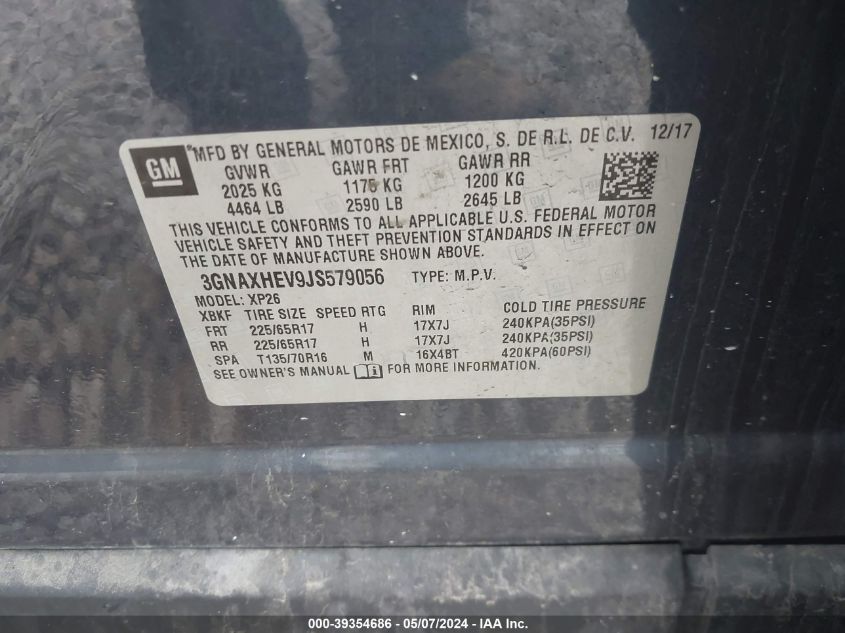 GM
MFD BY GENERAL MOTORS DE MEXICO, S. DE R.L. DE C.V. 12/17
GVWR GAWR FRT GAWR RR
2025 KG 1175 KG 1200 KG
4464 LB 2590 LB 2645 LB
THIS VEHICLE CONFORMS TO ALL APPLICABLE U.S. FEDERAL MOTOR
VEHICLE SAFETY AND THEFT PREVENTION STANDARDS IN EFFECT ON
THE DATE OF MANUFACTURE SHOWN ABOVE.
3GNAXHEV9JS579056 TYPE: M.P.V.
MODEL: XP26
XBKF TIRE SIZE SPEED RTG RIM COLD TIRE PRESSURE
FRT 225/65R17 H 17X7J 240KPA(35PSI)
RR 225/65R17 H 17X7J 240KPA(35PSI)
SPA T135/70R16 M 16X4BT 420KPA(60PSI)
SEE OWNER'S MANUAL FOR MORE INFORMATION.
000-39354686 - 05/07/2024 - IAA Inc.